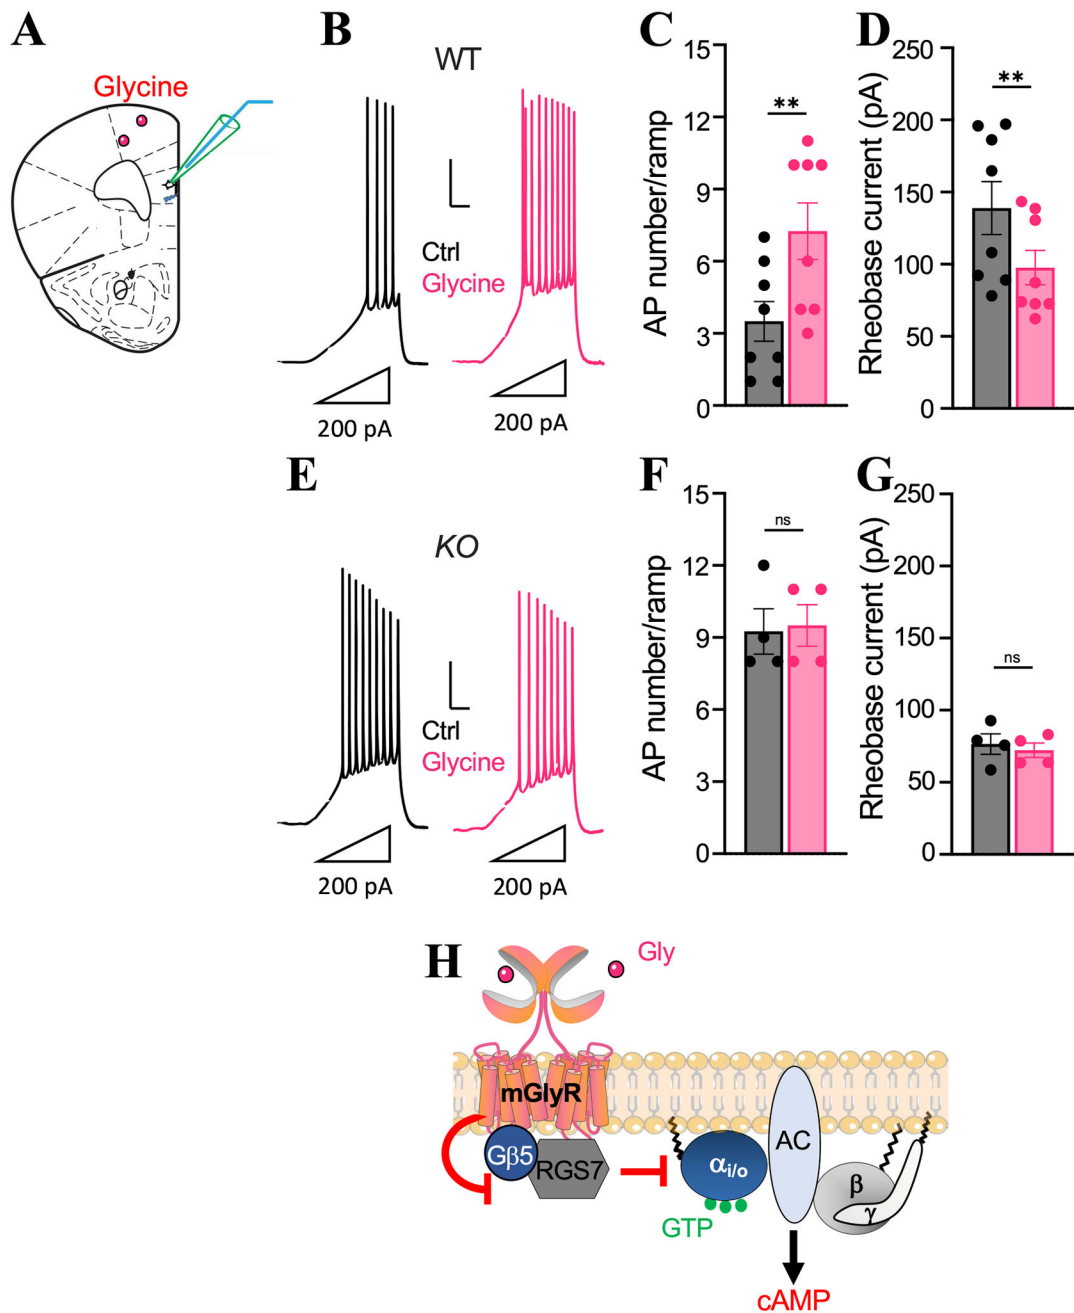 A
Glycine
B
WT
Ctrl
Glycine
200 pA
200 pA
C
AP number/ramp
15
12
9
6
3
0
**
D
Rheobase current (pA)
250
200
150
100
50
0
**
E
KO
Ctrl
Glycine
200 pA
200 pA
F
AP number/ramp
15
12
9
6
3
0
ns
G
Rheobase current (pA)
250
200
150
100
50
0
ns
H
Gly
mGlyR
Gβ5
RGS7
αi/o
GTP
AC
β
γ
cAMP